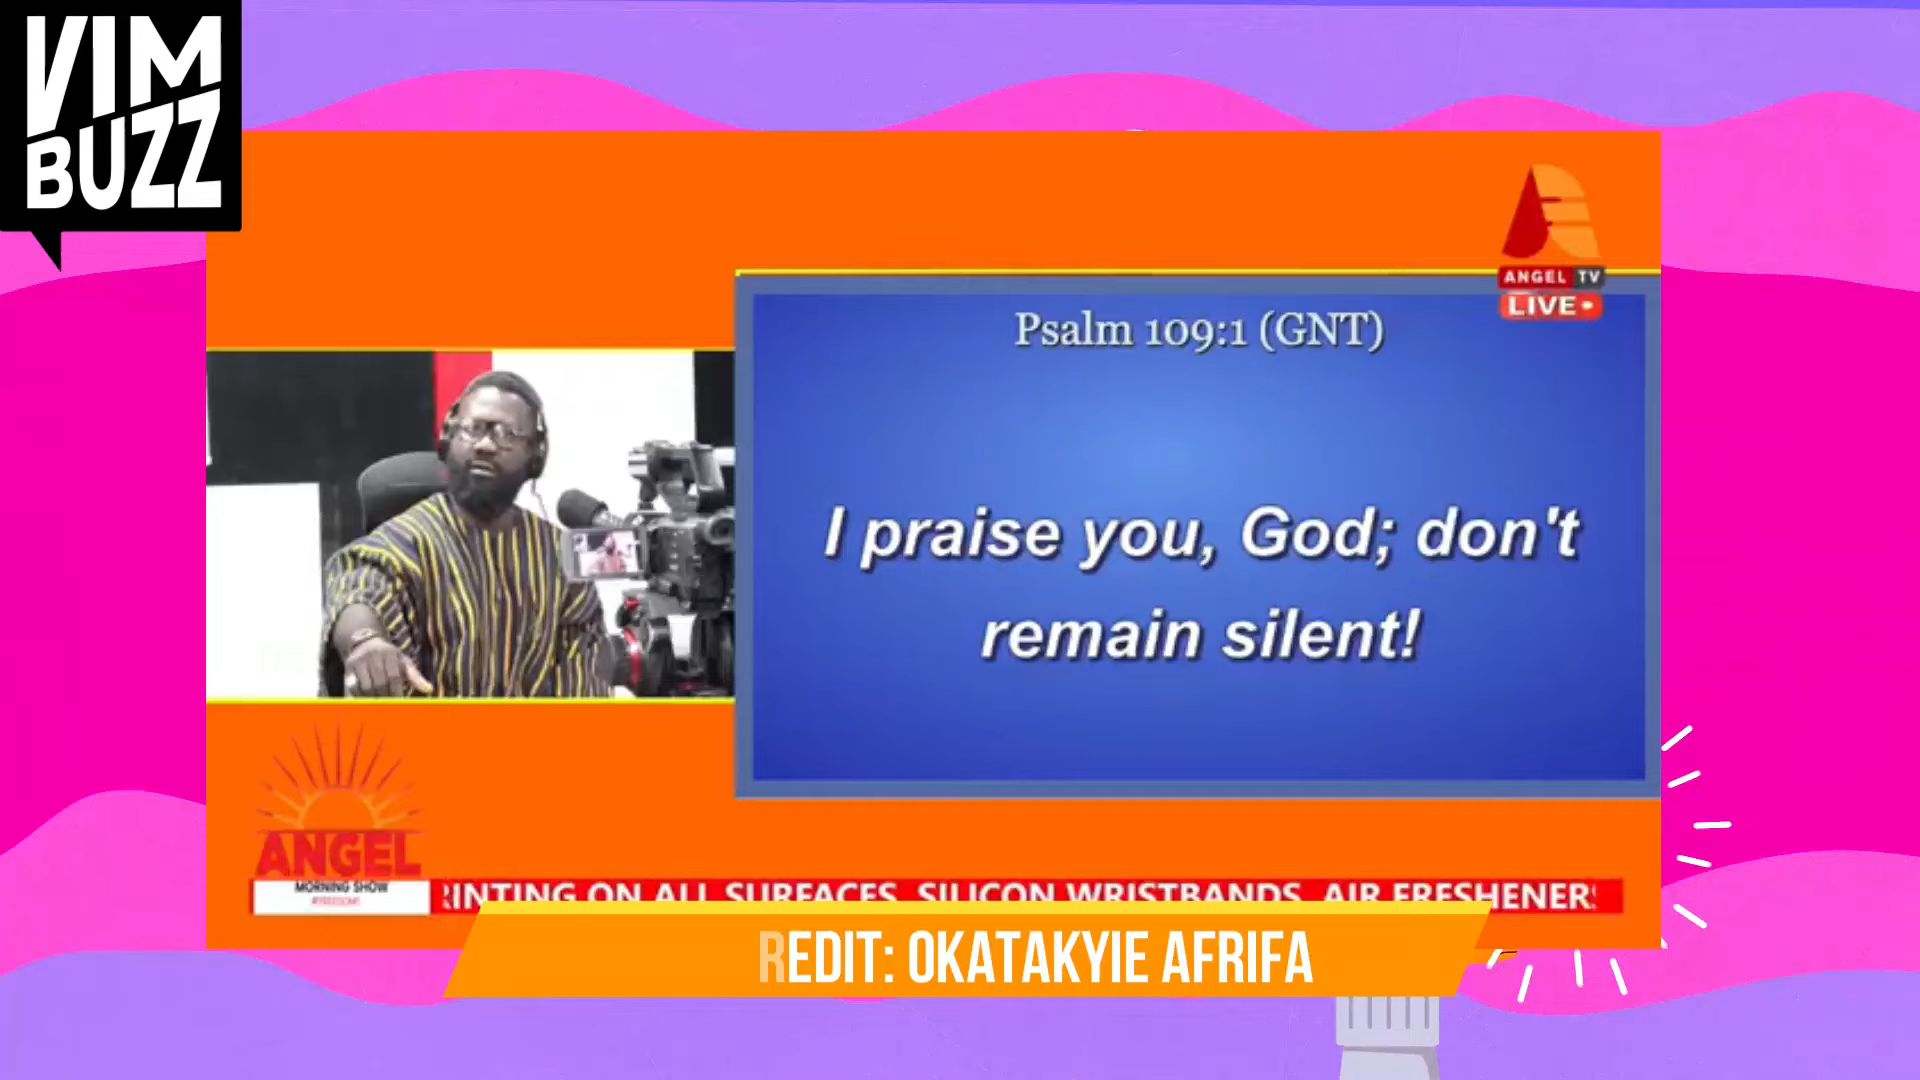 VIM
BUZZ
ANGEL TV
LIVE
Psalm 109:1 (GNT)
I praise you, God; don't
remain silent!
ANGEL
MORNING SHOW
RINTING ON ALL SURFACES, SILICON WRISTBANDS, AIR FRESHENER
REDIT: OKATAKYIE AFRIFA